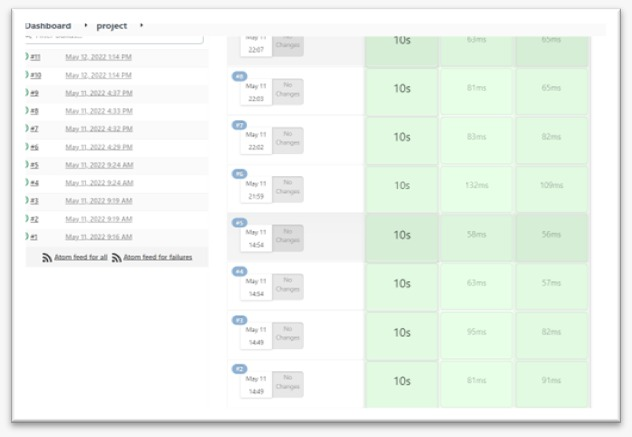 Dashboard
project
#11 May 12, 2022 1:14 PM
#10 May 12, 2022 1:14 PM
#9 May 11, 2022 4:37 PM
#8 May 11, 2022 4:33 PM
#7 May 11, 2022 4:32 PM
#6 May 11, 2022 4:29 PM
#5 May 11, 2022 9:24 AM
#4 May 11, 2022 9:24 AM
#3 May 11, 2022 9:19 AM
#2 May 11, 2022 9:19 AM
#1 May 11, 2022 9:16 AM
Atom feed for all Atom feed for failures
May 11
22:07
No
Changes
10s 63ms 65ms
#8
May 11
22:03
No
Changes
10s 81ms 65ms
#7
May 11
22:02
No
Changes
10s 83ms 82ms
#6
May 11
21:59
No
Changes
10s 132ms 109ms
#5
May 11
14:54
No
Changes
10s 58ms 56ms
#4
May 11
14:54
No
Changes
10s 63ms 57ms
#3
May 11
14:49
No
Changes
10s 95ms 82ms
#2
May 11
14:49
No
Changes
10s 81ms 91ms